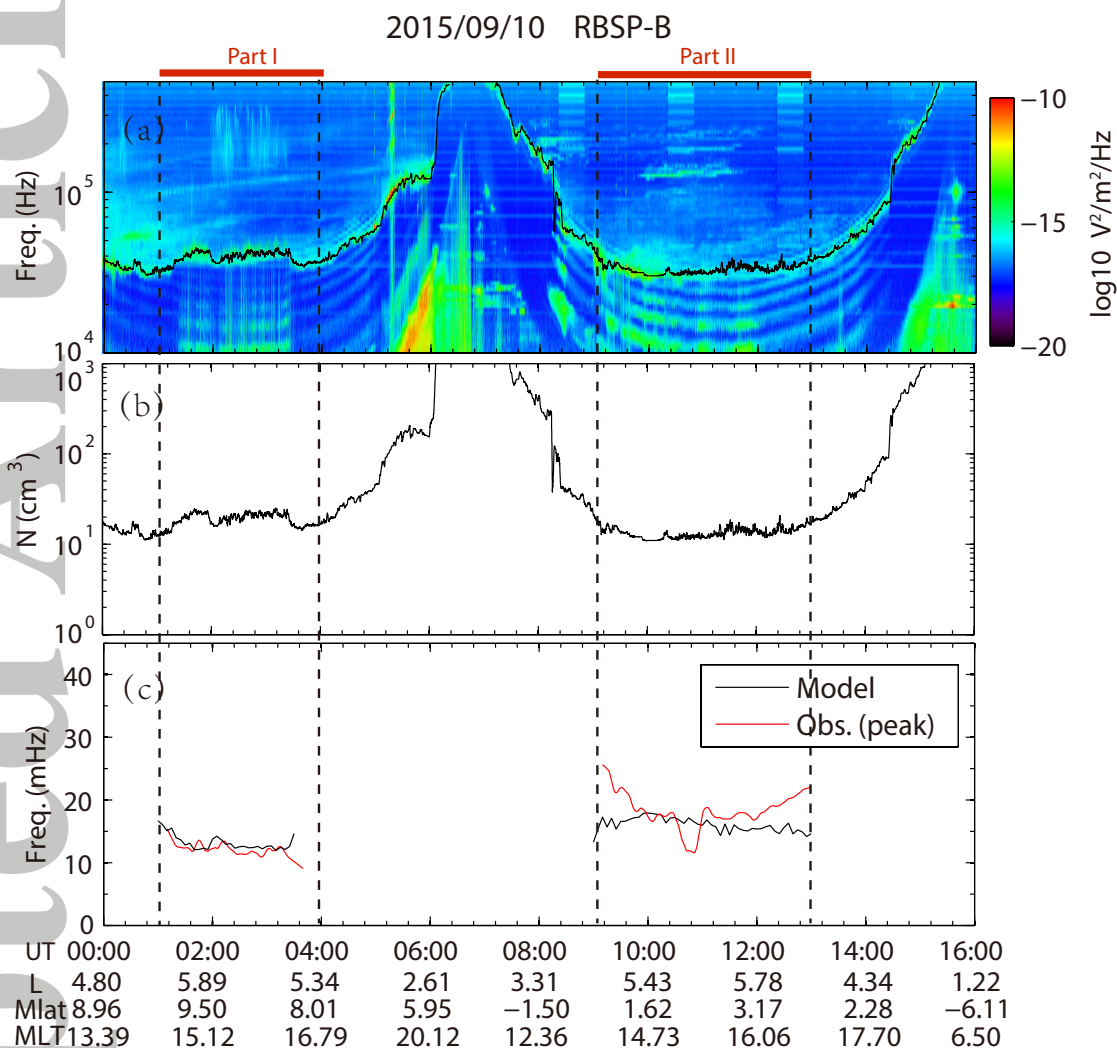 2015/09/10 RBSP-B
Part I
Part II
(a)
Freq. (Hz)
10^5
10^4
−10
−15
−20
log10 V^2/m^2/Hz
(b)
N (cm^3)
10^3
10^2
10^1
10^0
(c)
Freq. (mHz)
40
30
20
10
0
Model
Obs. (peak)
UT 00:00 02:00 04:00 06:00 08:00 10:00 12:00 14:00 16:00
L 4.80 5.89 5.34 2.61 3.31 5.43 5.78 4.34 1.22
Mlat 8.96 9.50 8.01 5.95 −1.50 1.62 3.17 2.28 −6.11
MLT 13.39 15.12 16.79 20.12 12.36 14.73 16.06 17.70 6.50